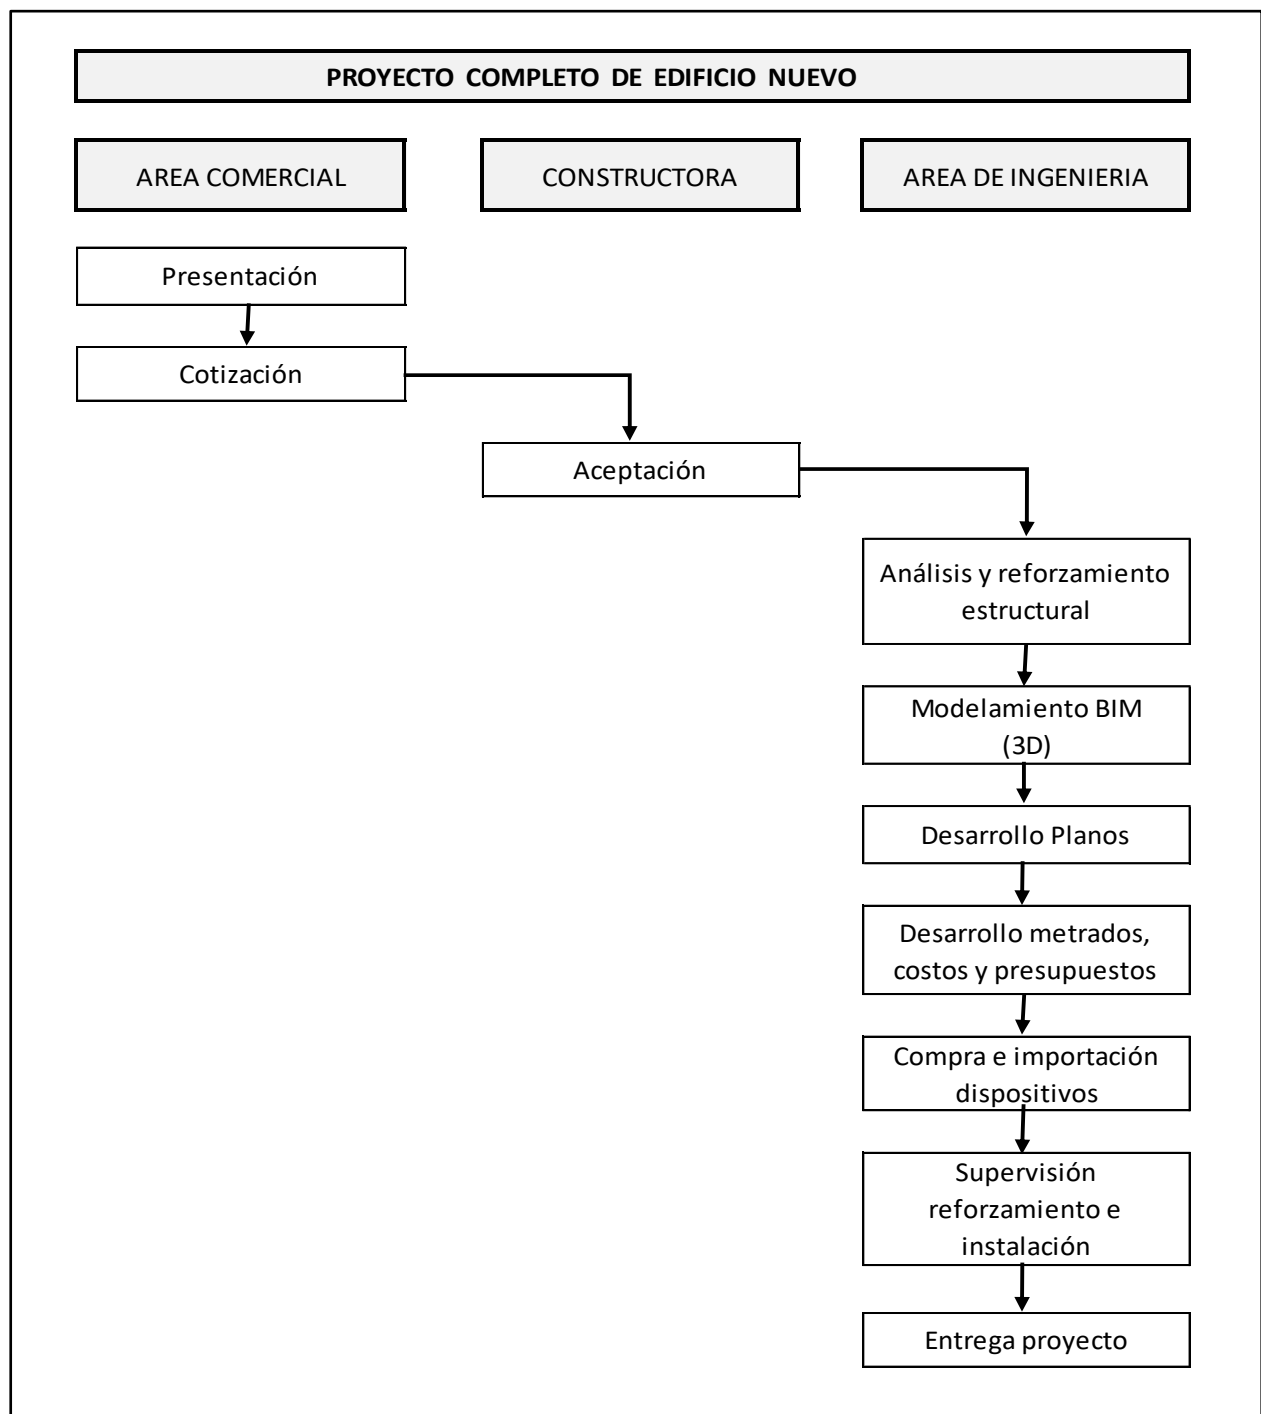 PROYECTO COMPLETO DE EDIFICIO NUEVO
AREA COMERCIAL
CONSTRUCTORA
AREA DE INGENIERIA
Presentación
Cotización
Aceptación
Análisis y reforzamiento
estructural
Modelamiento BIM
(3D)
Desarrollo Planos
Desarrollo metrados,
costos y presupuestos
Compra e importación
dispositivos
Supervisión
reforzamiento e
instalación
Entrega proyecto